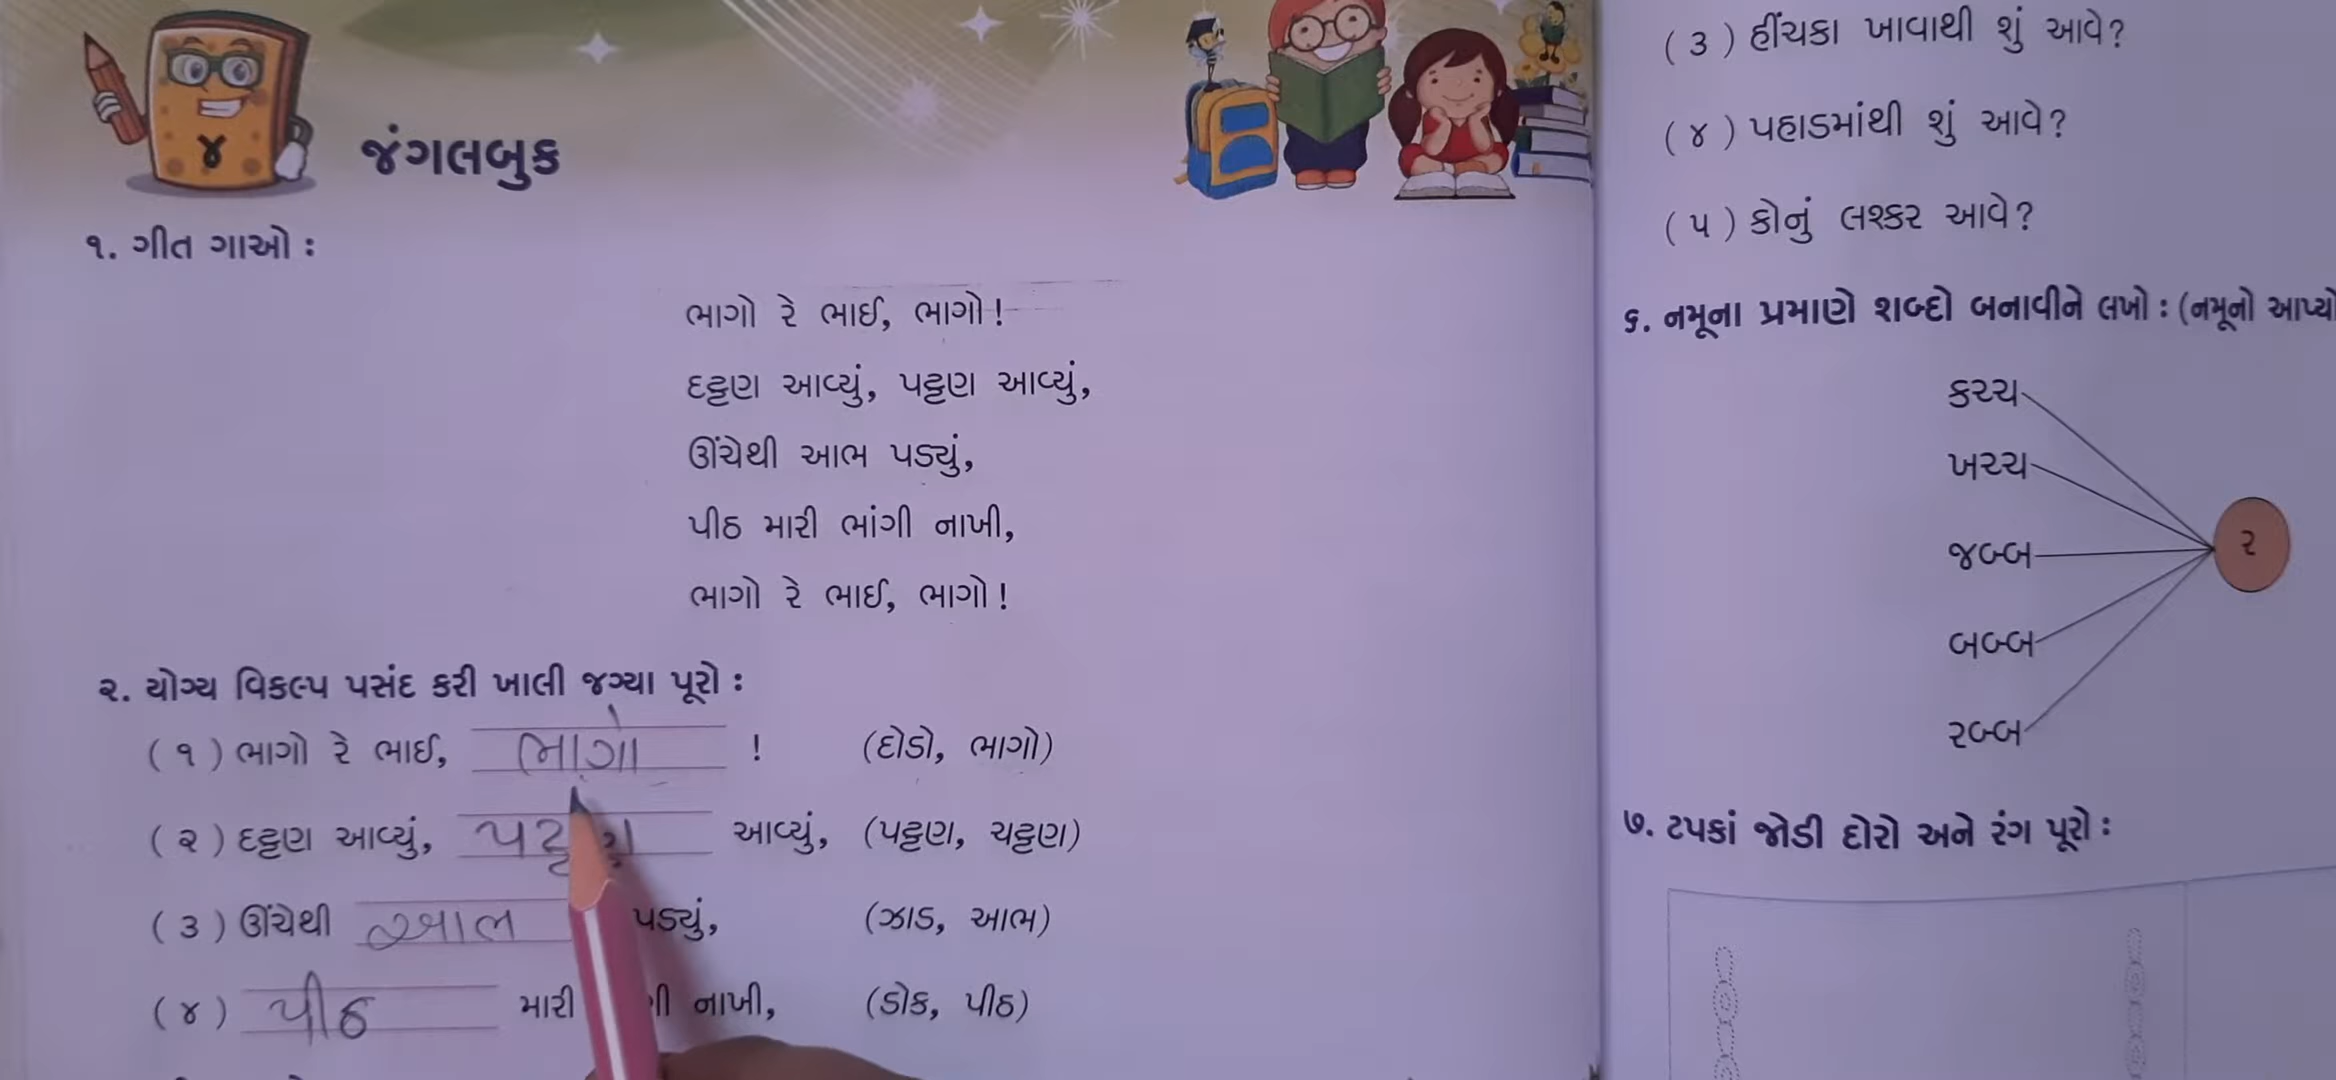 ૪
જંગલબુક
૧. ગીત ગાઓ :
ભાગો રે ભાઈ, ભાગો!
દટ્ટણ આવ્યું, પટ્ટણ આવ્યું,
ઊંચેથી આભ પડ્યું,
પીઠ મારી ભાંગી નાખી,
ભાગો રે ભાઈ, ભાગો!
૨. યોગ્ય વિકલ્પ પસંદ કરી ખાલી જગ્યા પૂરો :
(૧) ભાગો રે ભાઈ, ભાગો ! (દોડો, ભાગો)
(૨) દટ્ટણ આવ્યું, પટ્ટણ આવ્યું, (પટ્ટણ, ચટ્ટણ)
(૩) ઊંચેથી આભ પડ્યું, (ઝાડ, આભ)
(૪) પીઠ મારી નાખી, (ડોક, પીઠ)
(૩) હીંચકા ખાવાથી શું આવે?
(૪) પહાડમાંથી શું આવે?
(૫) કોનું લશ્કર આવે?
૬. નમૂના પ્રમાણે શબ્દો બનાવીને લખો : (નમૂનો
કચ્ચ
ખચ્ચ
જબ્બ
બબ્બ
રબ્બ
ર
૭. ટપકાં જોડી દોરો અને રંગ પૂરો :